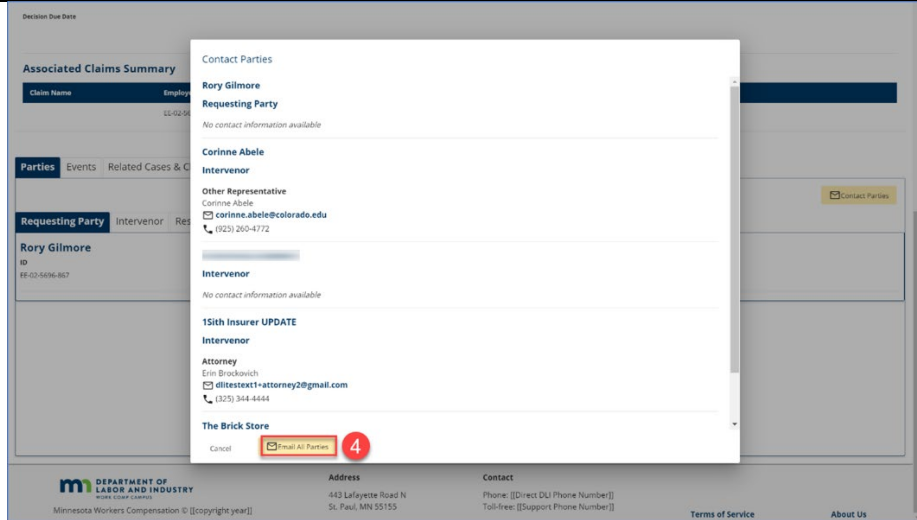 Decision Due Date
Associated Claims Summary
Claim Name
Contact Parties
Rory Gilmore
Requesting Party
No contact information available
Corinne Abele
Intervenor
Other Representative
Corinne Abele
corinne.abele@colorado.edu
(925) 260-4772
Intervenor
No contact information available
1Sith Insurer UPDATE
Intervenor
Attorney
Erin Brockovich
dlitestext1+attorney2@gmail.com
(325) 344-4444
The Brick Store
Cancel
Email All Parties
4
Parties Events Related Cases &
Contact Parties
Requesting Party Intervenor
Rory Gilmore
ID
EE-02-5696-867
DEPARTMENT OF
LABOR AND INDUSTRY
WORK COMP CAMPUS
Minnesota Workers Compensation © [[copyright year]]
Address
443 Lafayette Road N
St. Paul, MN 55155
Contact
Phone: [[Direct DLI Phone Number]]
Toll-free: [[Support Phone Number]]
Terms of Service
About Us